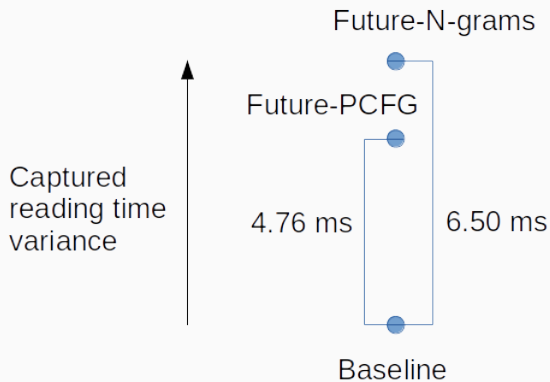 Future-N-grams
Future-PCFG
Captured
reading time
variance
4.76 ms
6.50 ms
Baseline